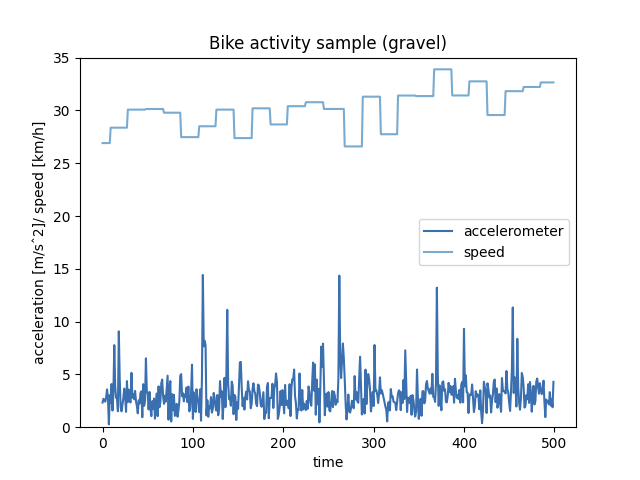 Bike activity sample (gravel)
acceleration [m/s^2]/ speed [km/h]
35
30
25
20
15
10
5
0
accelerometer
speed
0
100
200
300
400
500
time